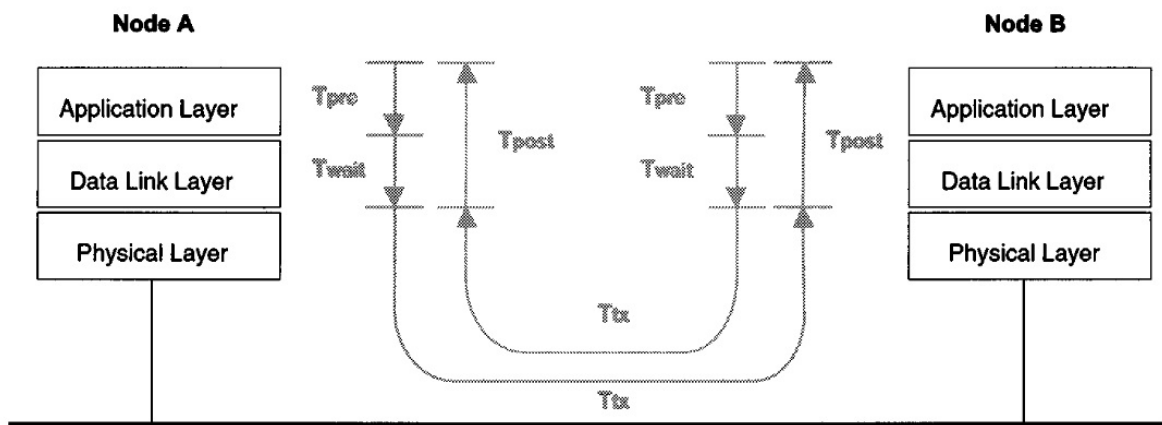 Node A
Node B
Application Layer
Tpre
Tpost
Tpre
Tpost
Application Layer
Data Link Layer
Twait
Twait
Data Link Layer
Physical Layer
Physical Layer
Ttx
Ttx